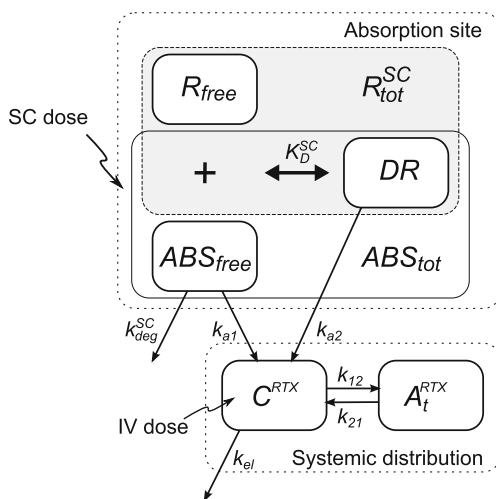 Absorption site
R_free
R_tot^SC
SC dose
K_D^SC
+
DR
ABS_free
ABS_tot
k_deg^SC
k_a1
k_a2
C^RTX
k_12
k_21
A_t^RTX
IV dose
k_el
Systemic distribution